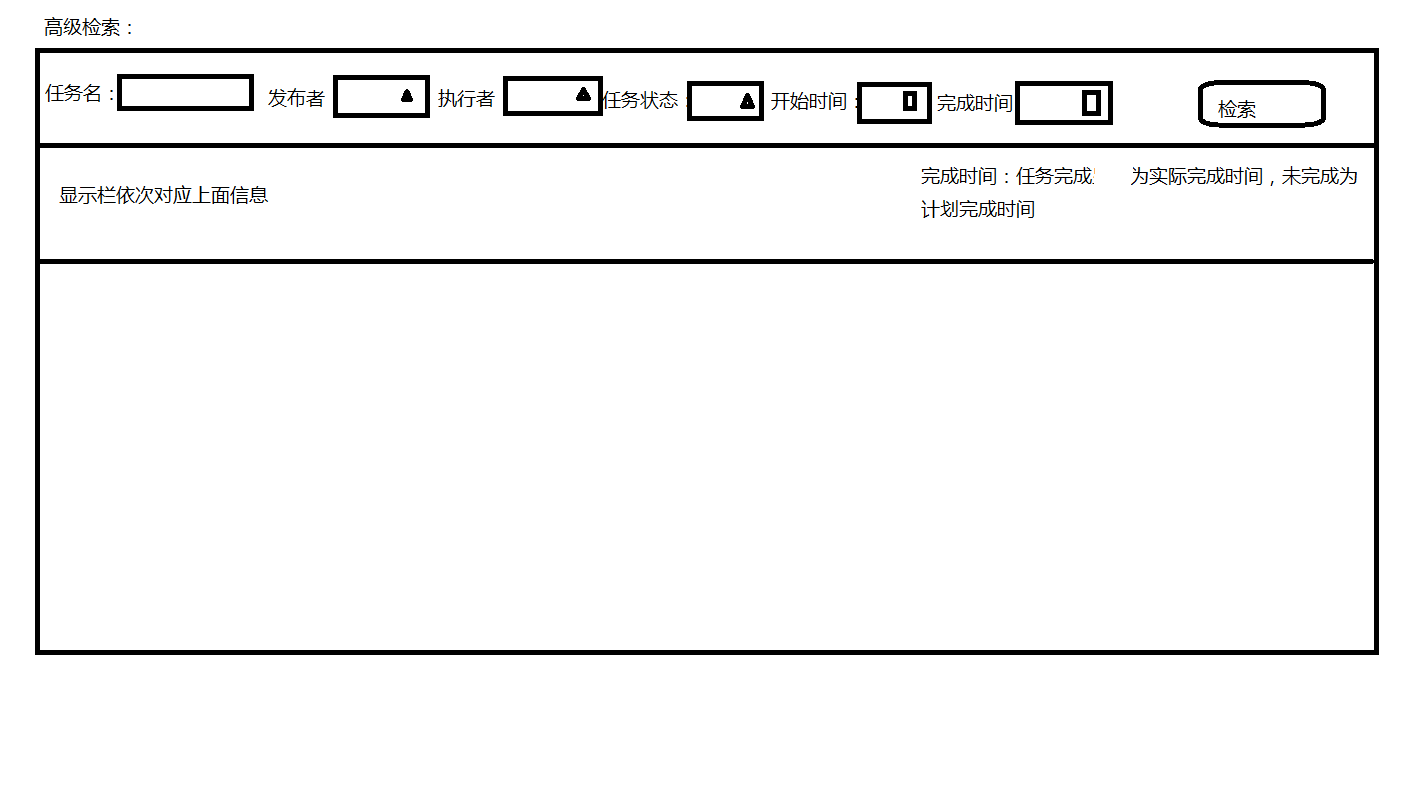 高级检索：
任务名： 发布者 执行者 任务状态： 开始时间： 完成时间 检索
显示栏依次对应上面信息
完成时间：任务完成 为实际完成时间，未完成为
计划完成时间